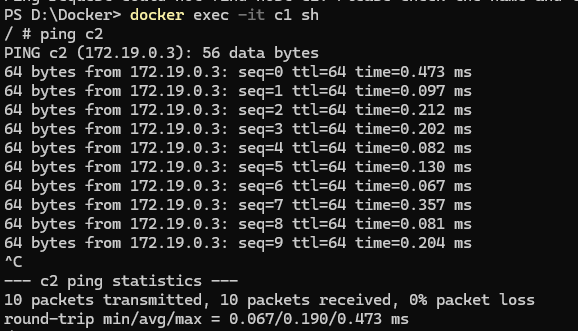 PS D:\Docker> docker exec -it c1 sh
/ # ping c2
PING c2 (172.19.0.3): 56 data bytes
64 bytes from 172.19.0.3: seq=0 ttl=64 time=0.473 ms
64 bytes from 172.19.0.3: seq=1 ttl=64 time=0.097 ms
64 bytes from 172.19.0.3: seq=2 ttl=64 time=0.212 ms
64 bytes from 172.19.0.3: seq=3 ttl=64 time=0.202 ms
64 bytes from 172.19.0.3: seq=4 ttl=64 time=0.082 ms
64 bytes from 172.19.0.3: seq=5 ttl=64 time=0.130 ms
64 bytes from 172.19.0.3: seq=6 ttl=64 time=0.067 ms
64 bytes from 172.19.0.3: seq=7 ttl=64 time=0.357 ms
64 bytes from 172.19.0.3: seq=8 ttl=64 time=0.081 ms
64 bytes from 172.19.0.3: seq=9 ttl=64 time=0.204 ms
^C
--- c2 ping statistics ---
10 packets transmitted, 10 packets received, 0% packet loss
round-trip min/avg/max = 0.067/0.190/0.473 ms